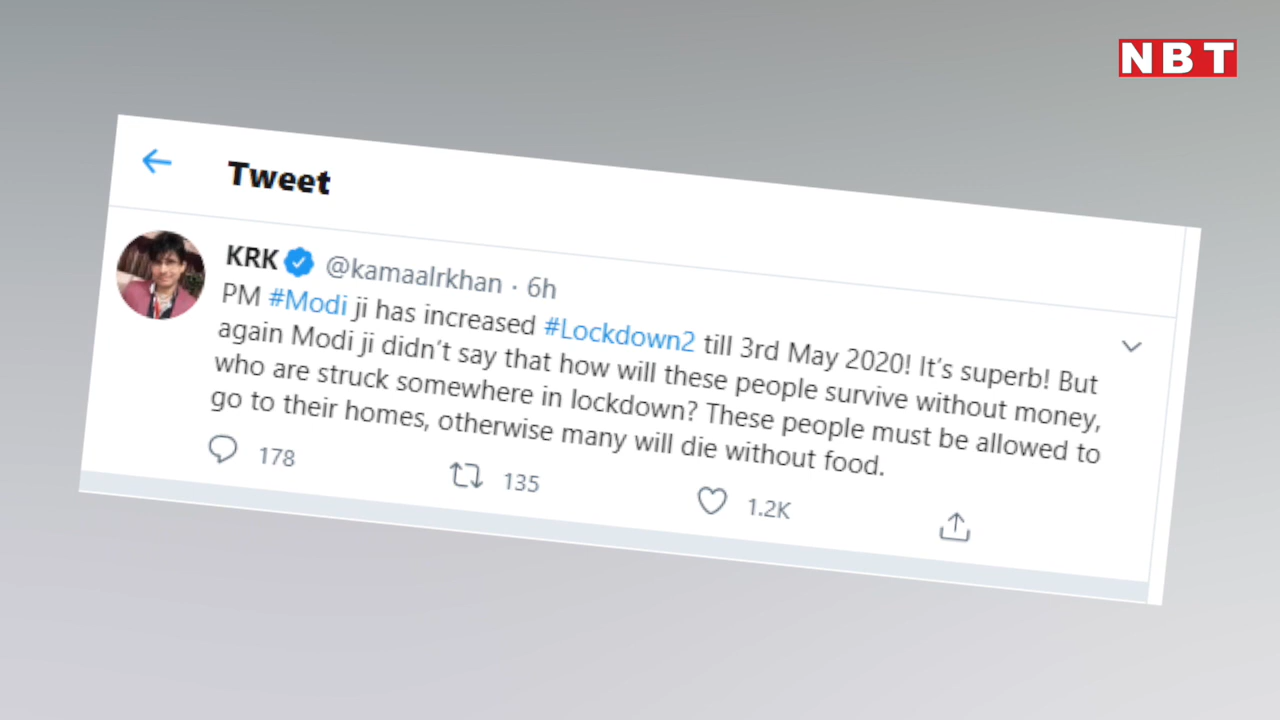 NBT
Tweet
KRK @kamaalrkhan · 6h
PM #Modi ji has increased #Lockdown2 till 3rd May 2020! It's superb! But
again Modi ji didn't say that how will these people survive without money,
who are struck somewhere in lockdown? These people must be allowed to
go to their homes, otherwise many will die without food.
178 135 1.2K